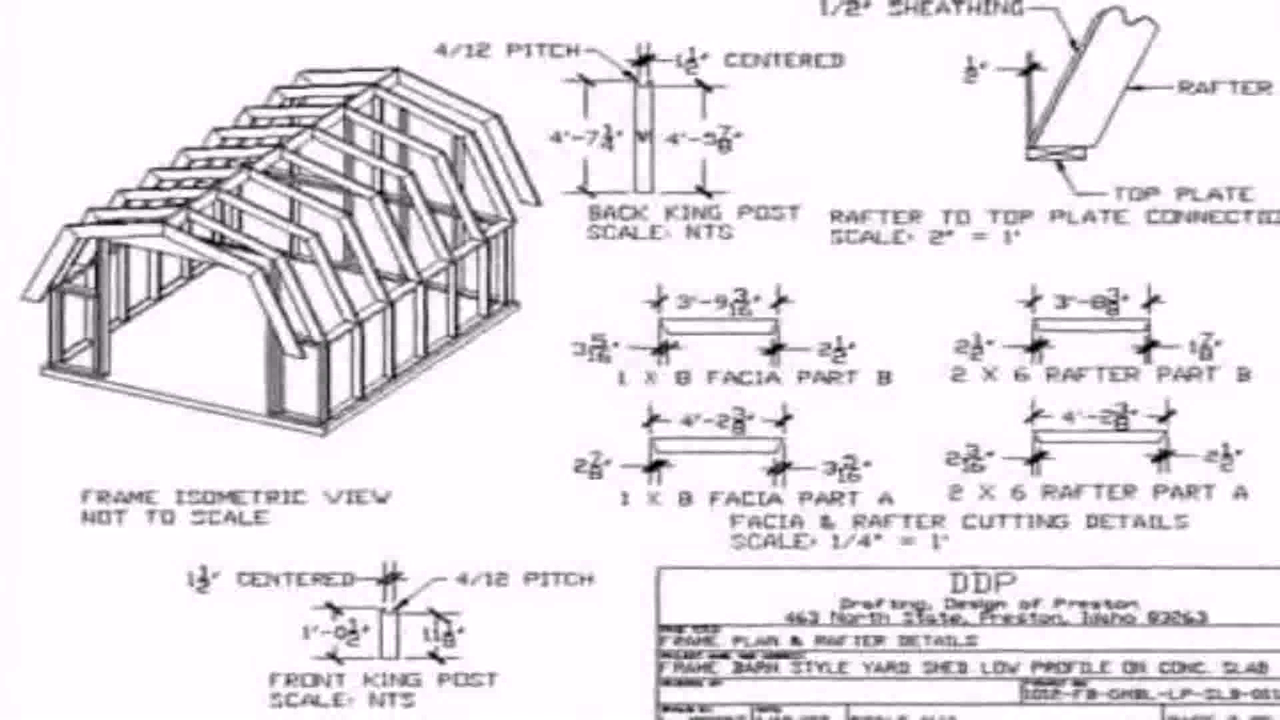 1/2" SHEATHING
4/12 PITCH
1 1/2" CENTERED
1/2"
RAFTER
4'-7 1/4"
4'-5 7/8"
TOP PLATE
BACK KING POST
SCALE: NTS
RAFTER TO TOP PLATE CONNECTIO
SCALE: 2" = 1'
3'-9 3/16"
3 5/16"
2 1/2"
1 X 8 FACIA PART B
3'-8 3/8"
2 1/2"
1 7/8"
2 X 6 RAFTER PART B
4'-2 3/8"
2 7/8"
3 3/16"
1 X 8 FACIA PART A
4'-2 3/8"
2 3/16"
2 1/2"
2 X 6 RAFTER PART A
FACIA & RAFTER CUTTING DETAILS
SCALE: 1/4" = 1'
FRAME ISOMETRIC VIEW
NOT TO SCALE
1 1/2" CENTERED
4/12 PITCH
1'-0 1/2"
FRONT KING POST
SCALE: NTS
DDP
Drafting, Design of Preston
463 North State, Preston, Idaho 83263
FRAME PLAN & RAFTER DETAILS
FRAME BARN STYLE YARD SHED LOW PROFILE ON CONC. SLAB